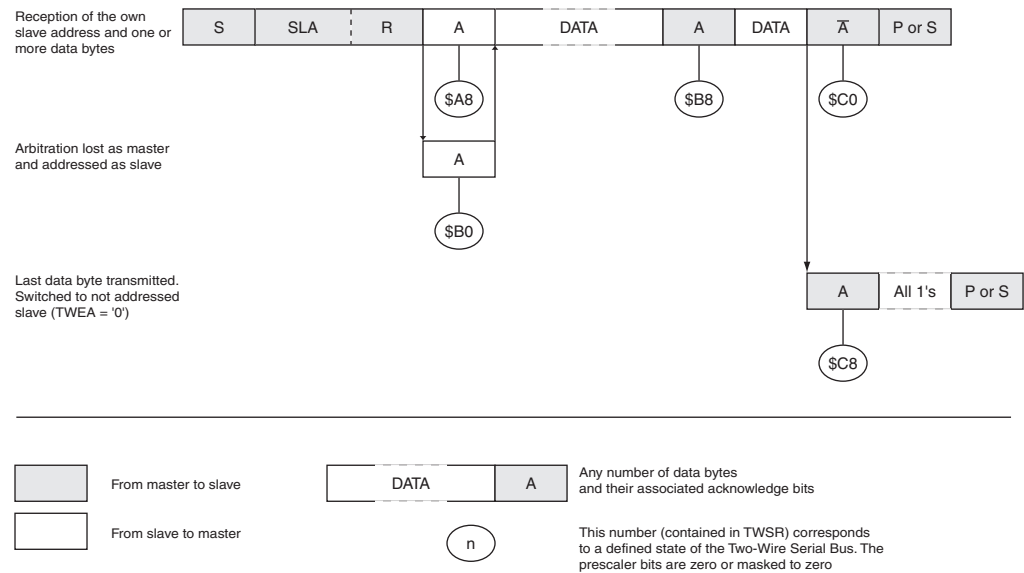 Reception of the own
slave address and one or
more data bytes
S SLA R A DATA A DATA A̅ P or S
$A8 $B8 $C0
Arbitration lost as master
and addressed as slave
A
$B0
Last data byte transmitted.
Switched to not addressed
slave (TWEA = '0')
A All 1's P or S
$C8
From master to slave
From slave to master
DATA A
Any number of data bytes
and their associated acknowledge bits
n
This number (contained in TWSR) corresponds
to a defined state of the Two-Wire Serial Bus. The
prescaler bits are zero or masked to zero